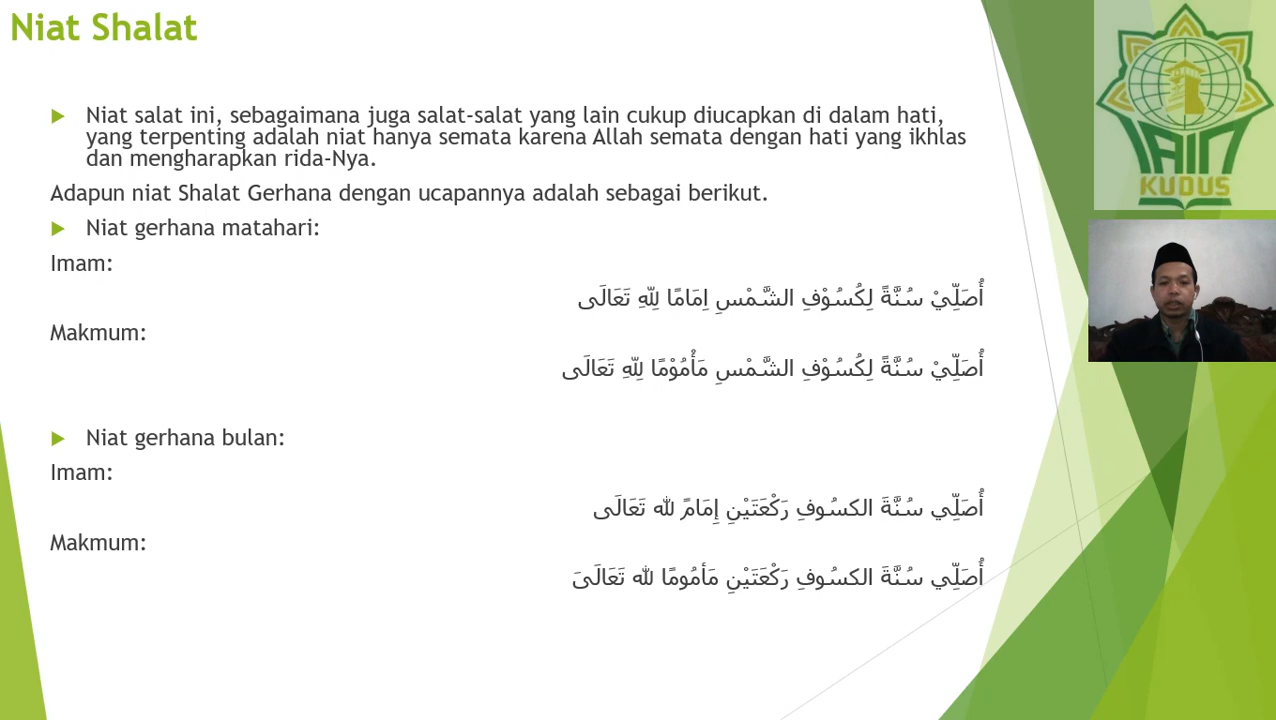 Niat Shalat
Niat salat ini, sebagaimana juga salat-salat yang lain cukup diucapkan di dalam hati,
yang terpenting adalah niat hanya semata karena Allah semata dengan hati yang ikhlas
dan mengharapkan rida-Nya.
Adapun niat Shalat Gerhana dengan ucapannya adalah sebagai berikut.
Niat gerhana matahari:
Imam:
أُصَلِّيْ سُنَّةً لِكُسُوْفِ الشَّمْسِ اِمَامًا لِلّٰهِ تَعَالَى
Makmum:
أُصَلِّيْ سُنَّةً لِكُسُوْفِ الشَّمْسِ مَأْمُوْمًا لِلّٰهِ تَعَالَى
Niat gerhana bulan:
Imam:
أُصَلِّي سُنَّةَ الكسُوفِ رَكْعَتَيْنِ إِمَامً لله تَعَالَى
Makmum:
أُصَلِّي سُنَّةَ الكسُوفِ رَكْعَتَيْنِ مَأمُومًا لله تَعَالَىَ
IAIN
KUDUS